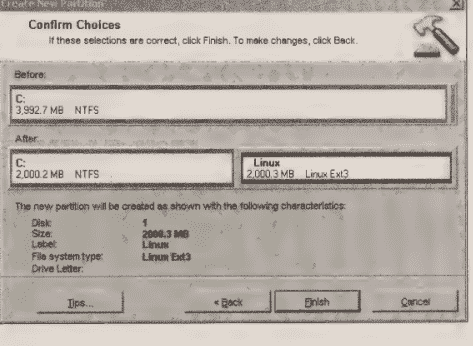 Create New Partition
Confirm Choices
If these selections are correct, click Finish. To make changes, click Back.
Before:
C:
3,992.7 MB NTFS
After:
C:
2,000.2 MB NTFS
Linux
2,000.3 MB Linux Ext3
The new partition will be created as shown with the following characteristics:
Disk: 1
Size: 2000.3 MB
Label: Linux
File system type: Linux Ext3
Drive Letter:
Tips...
< Back
Finish
Cancel